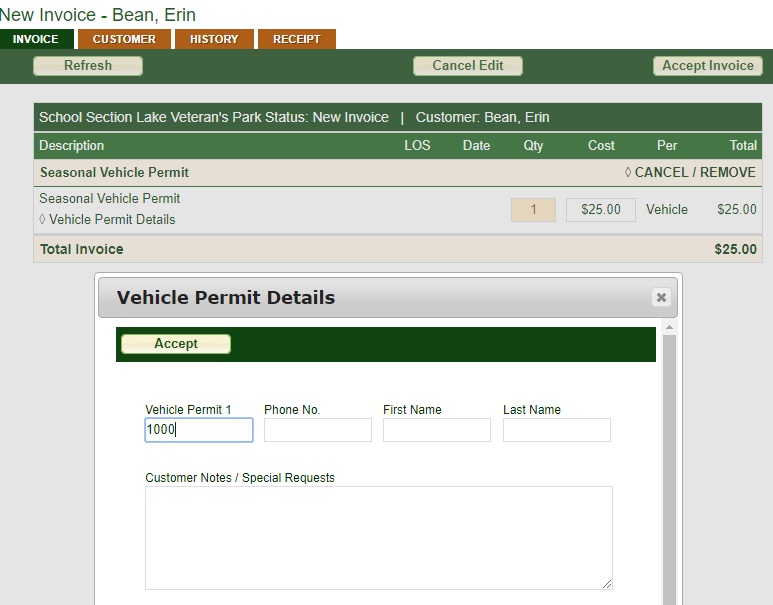 New Invoice - Bean, Erin
INVOICE CUSTOMER HISTORY RECEIPT
Refresh Cancel Edit Accept Invoice
School Section Lake Veteran's Park Status: New Invoice | Customer: Bean, Erin
Description LOS Date Qty Cost Per Total
Seasonal Vehicle Permit ◊ CANCEL / REMOVE
Seasonal Vehicle Permit
◊ Vehicle Permit Details 1 $25.00 Vehicle $25.00
Total Invoice $25.00
Vehicle Permit Details
Accept
Vehicle Permit 1 Phone No. First Name Last Name
1000
Customer Notes / Special Requests